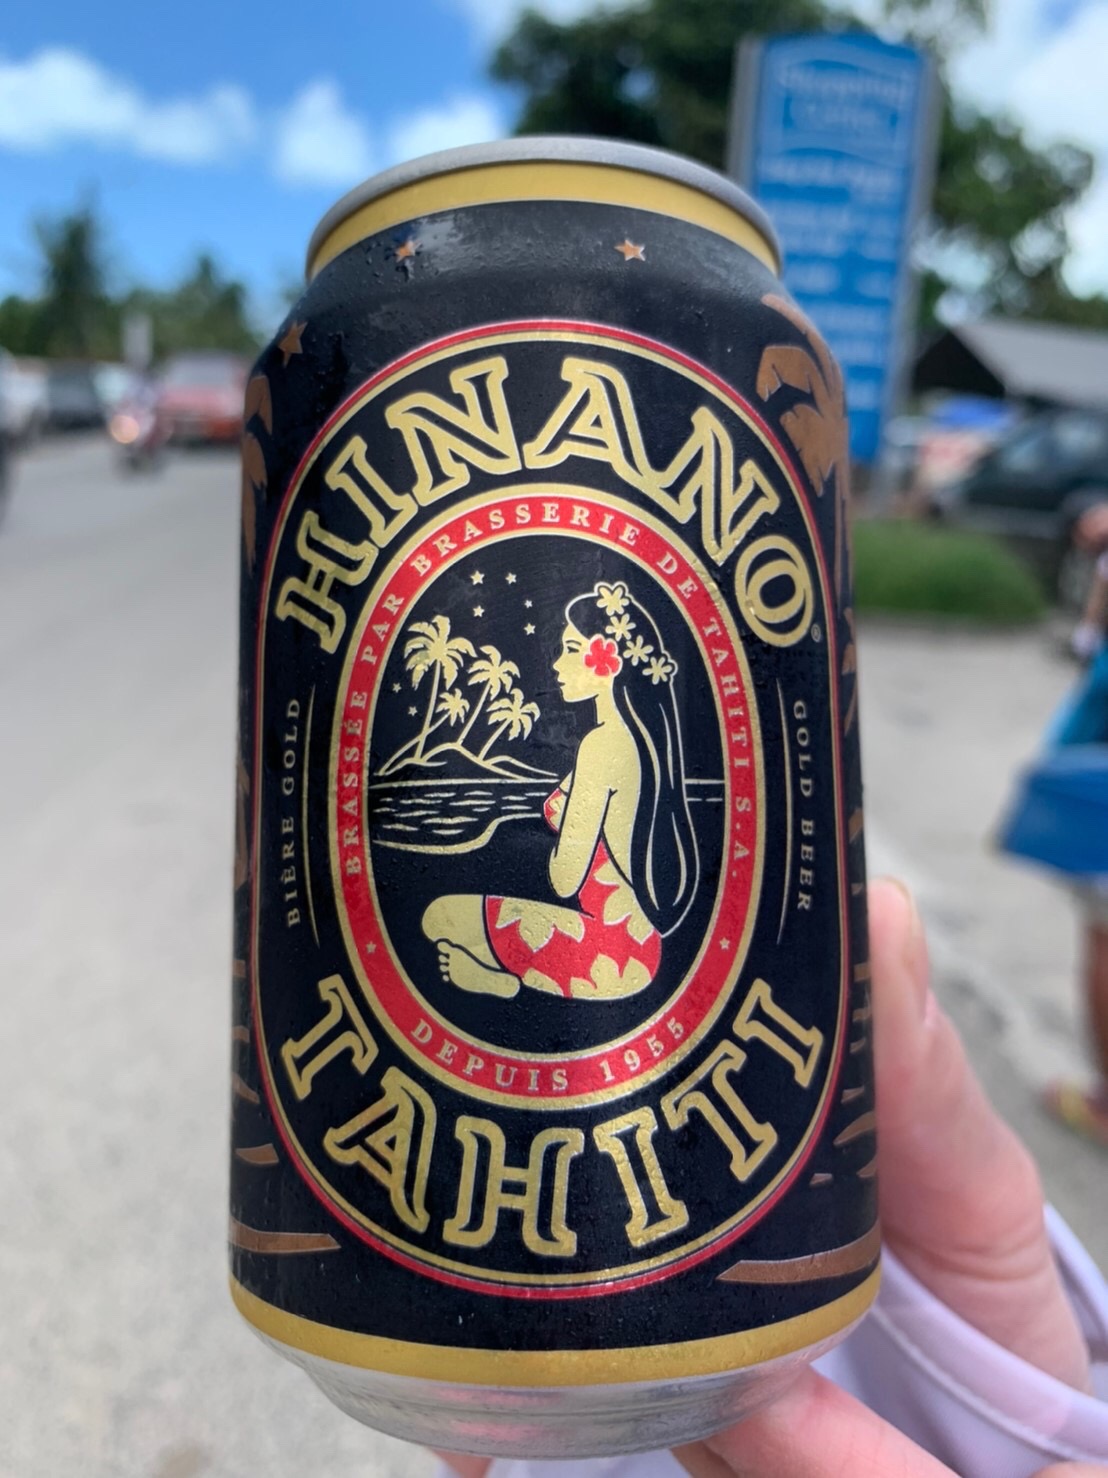 HINANO®
BRASSÉE PAR BRASSERIE DE TAHITI S.A.
BIÈRE GOLD
GOLD BEER
DEPUIS 1955
TAHITI